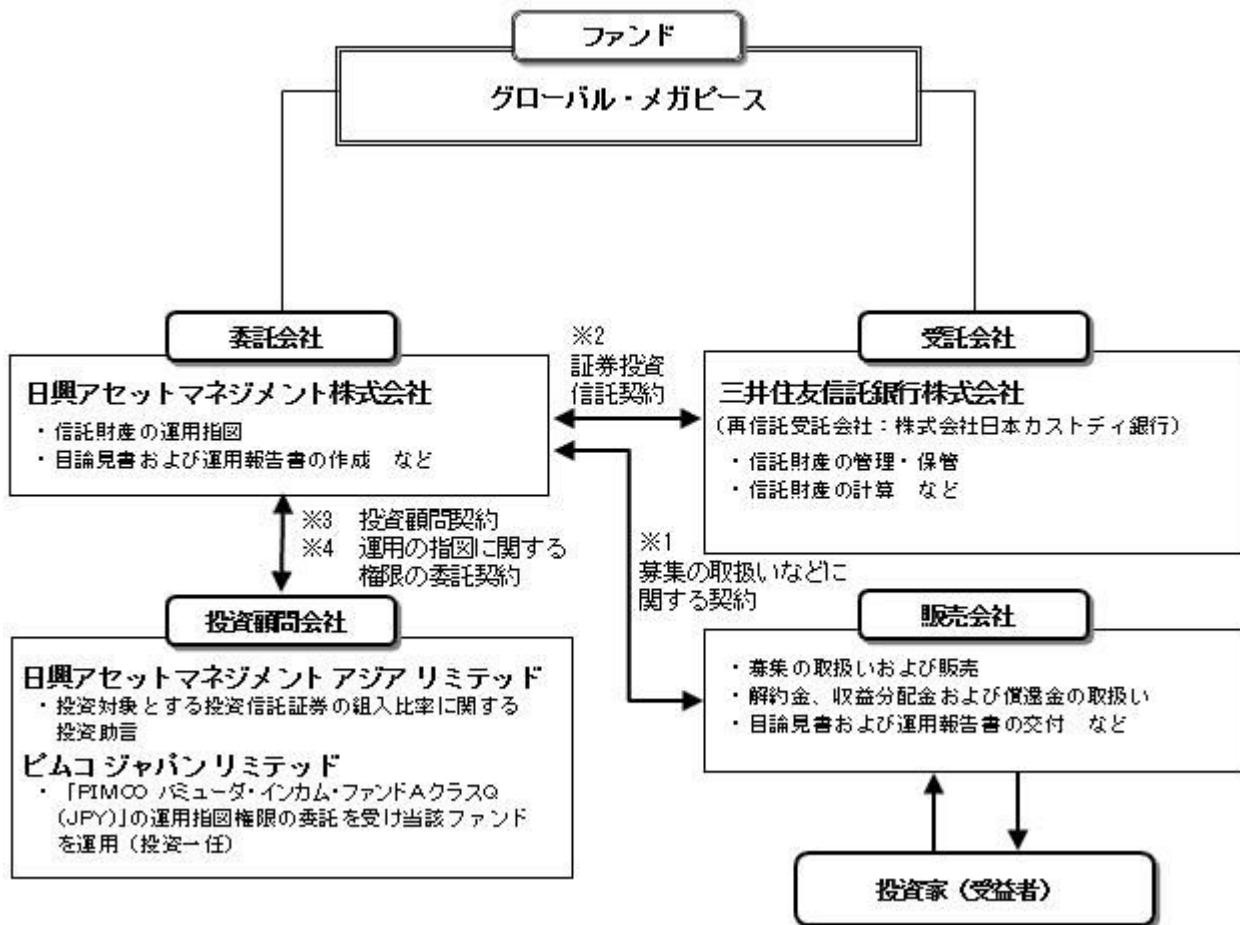 ファンド
グローバル・メガピース
委託会社
日興アセットマネジメント株式会社
・信託財産の運用指図
・目論見書および運用報告書の作成 など
※2
証券投資
信託契約
受託会社
三井住友信託銀行株式会社
(再信託受託会社:株式会社日本カストディ銀行)
・信託財産の管理・保管
・信託財産の計算 など
※3 投資顧問契約
※4 運用の指図に関する
権限の委託契約
※1
募集の取扱いなどに
関する契約
投資顧問会社
日興アセットマネジメント アジア リミテッド
・投資対象とする投資信託証券の組入比率に関する
投資助言
ピムコ ジャパン リミテッド
・「PIMCO バミューダ・インカム・ファンドAクラスQ
(JPY)」の運用指図権限の委託を受け当該ファンド
を運用(投資一任)
販売会社
・募集の取扱いおよび販売
・解約金、収益分配金および償還金の取扱い
・目論見書および運用報告書の交付 など
投資家(受益者)